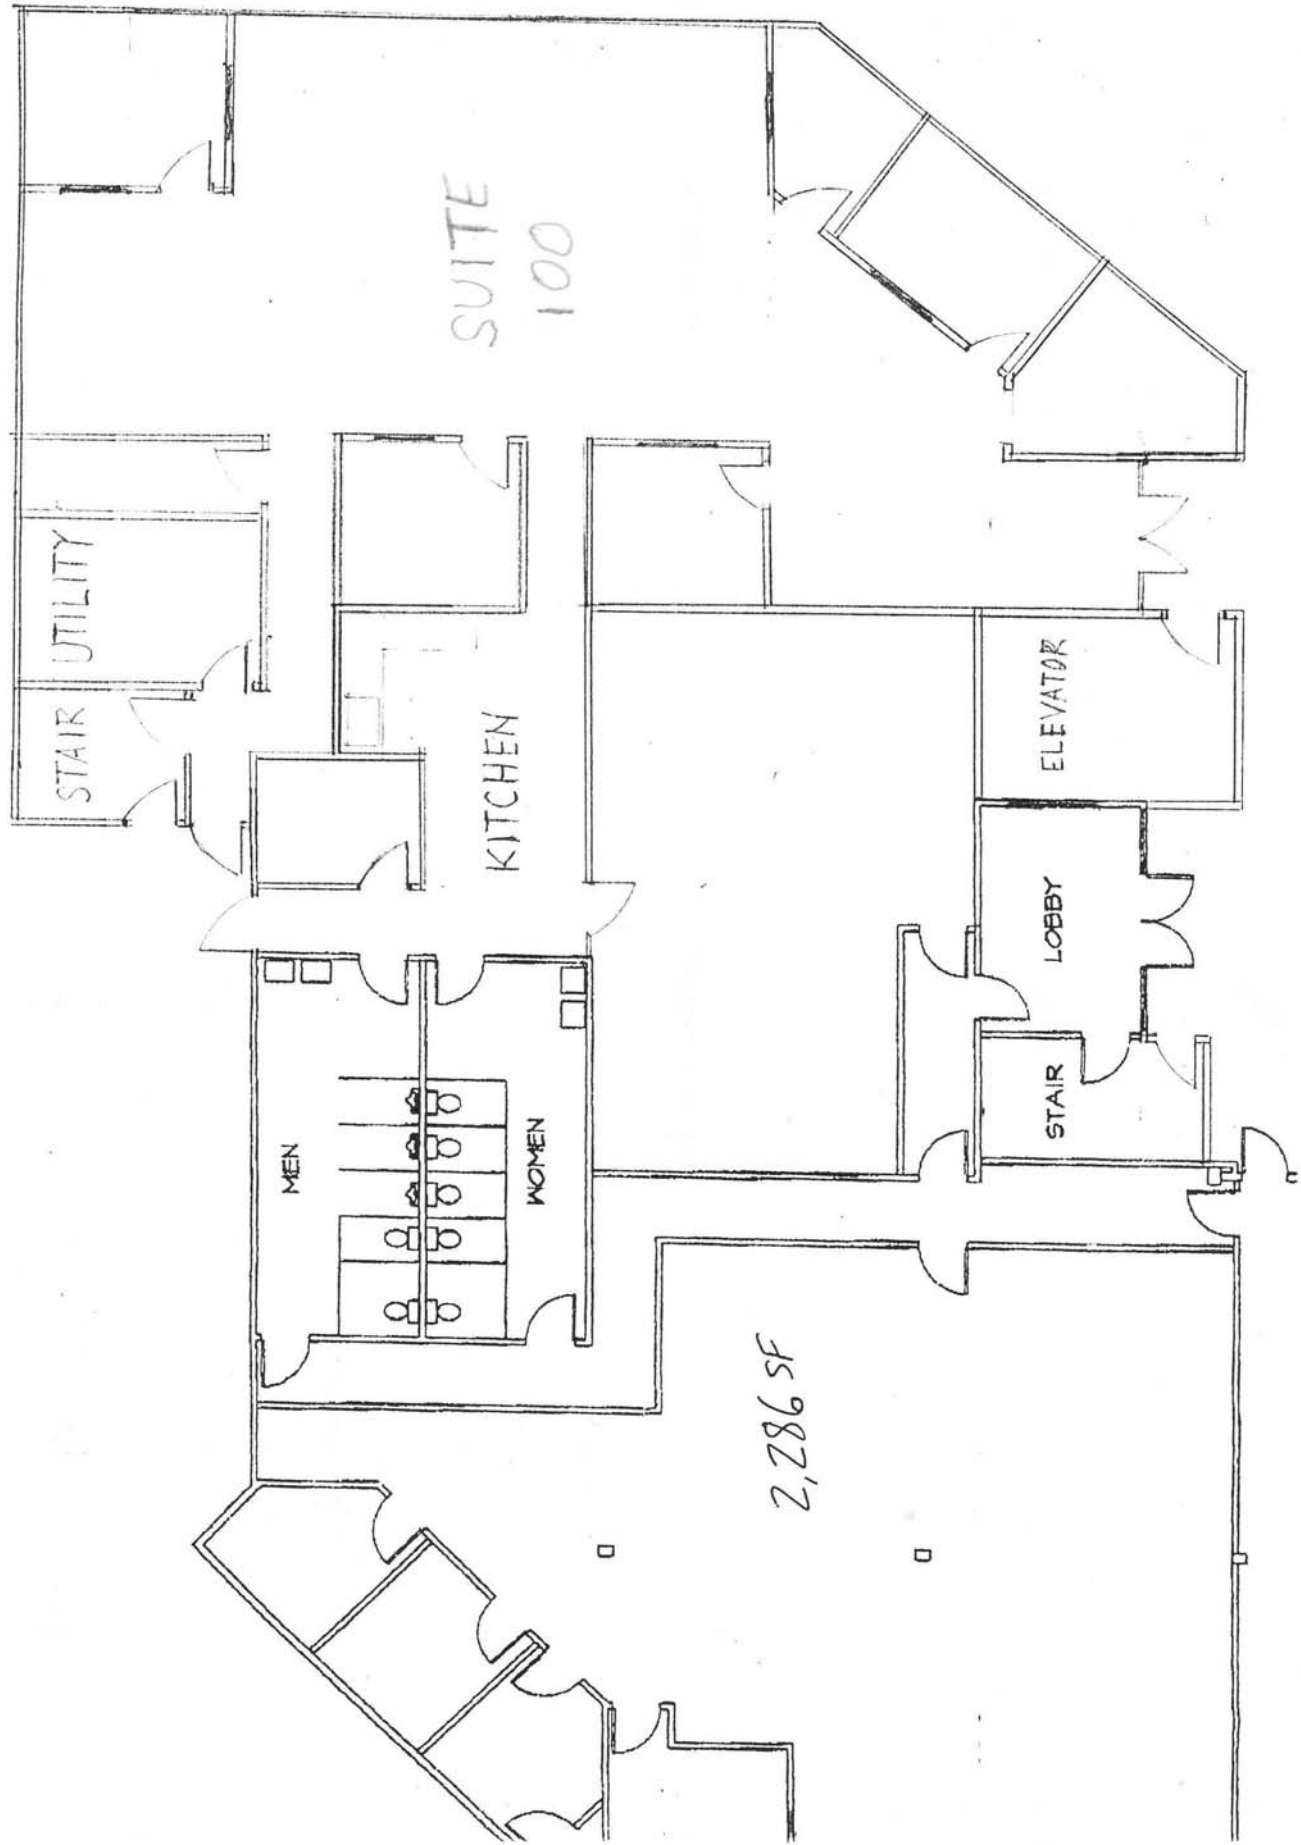 SUITE
100
UTILITY
STAIR
KITCHEN
ELEVATOR
LOBBY
STAIR
MEN
WOMEN
2,286 SF